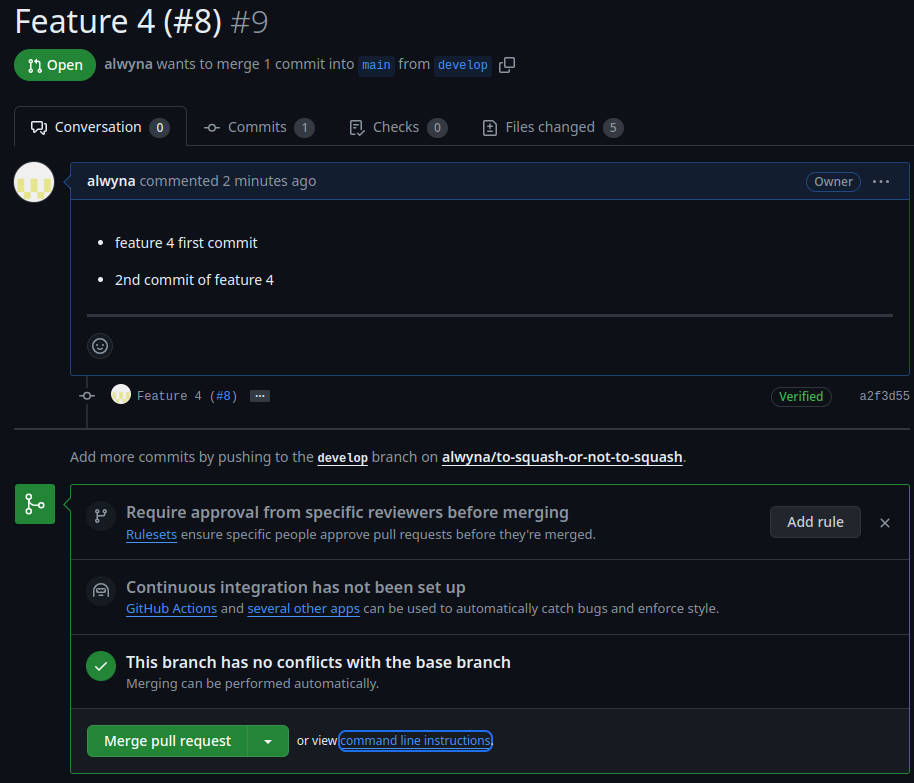 Feature 4 (#8) #9
Open alwyna wants to merge 1 commit into main from develop
Conversation 0 Commits 1 Checks 0 Files changed 5
alwyna commented 2 minutes ago Owner ...
• feature 4 first commit
• 2nd commit of feature 4
Feature 4 (#8) ... Verified a2f3d55
Add more commits by pushing to the develop branch on alwyna/to-squash-or-not-to-squash.
Require approval from specific reviewers before merging
Rulesets ensure specific people approve pull requests before they're merged.
Add rule
Continuous integration has not been set up
GitHub Actions and several other apps can be used to automatically catch bugs and enforce style.
This branch has no conflicts with the base branch
Merging can be performed automatically.
Merge pull request or view command line instructions.